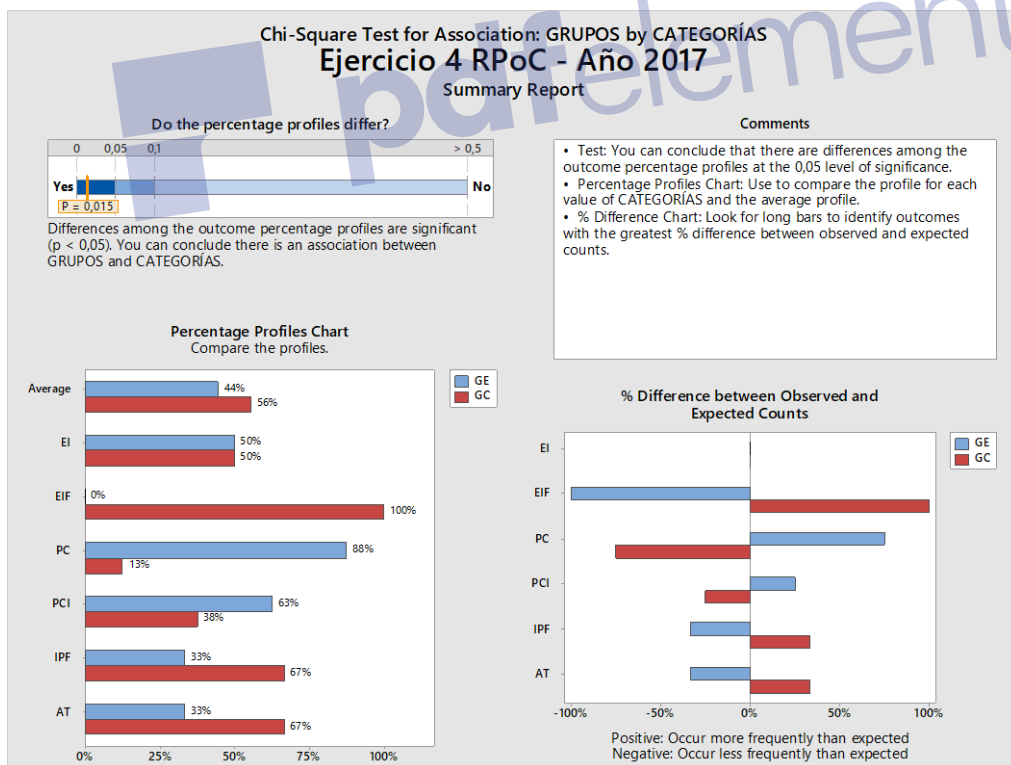 Chi-Square Test for Association: GRUPOS by CATEGORÍAS
Ejercicio 4 RPoC - Año 2017
Summary Report
pdfelement
Do the percentage profiles differ?
0 0,05 0,1 > 0,5
Yes No
P = 0,015
Differences among the outcome percentage profiles are significant
(p < 0,05). You can conclude there is an association between
GRUPOS and CATEGORÍAS.
Comments
• Test: You can conclude that there are differences among the
outcome percentage profiles at the 0,05 level of significance.
• Percentage Profiles Chart: Use to compare the profile for each
value of CATEGORÍAS and the average profile.
• % Difference Chart: Look for long bars to identify outcomes
with the greatest % difference between observed and expected
counts.
Percentage Profiles Chart
Compare the profiles.
GE
GC
Average
44%
56%
EI
50%
50%
EIF
0%
100%
PC
88%
13%
PCI
63%
38%
IPF
33%
67%
AT
33%
67%
0% 25% 50% 75% 100%
% Difference between Observed and
Expected Counts
GE
GC
EI
EIF
PC
PCI
IPF
AT
-100% -50% 0% 50% 100%
Positive: Occur more frequently than expected
Negative: Occur less frequently than expected